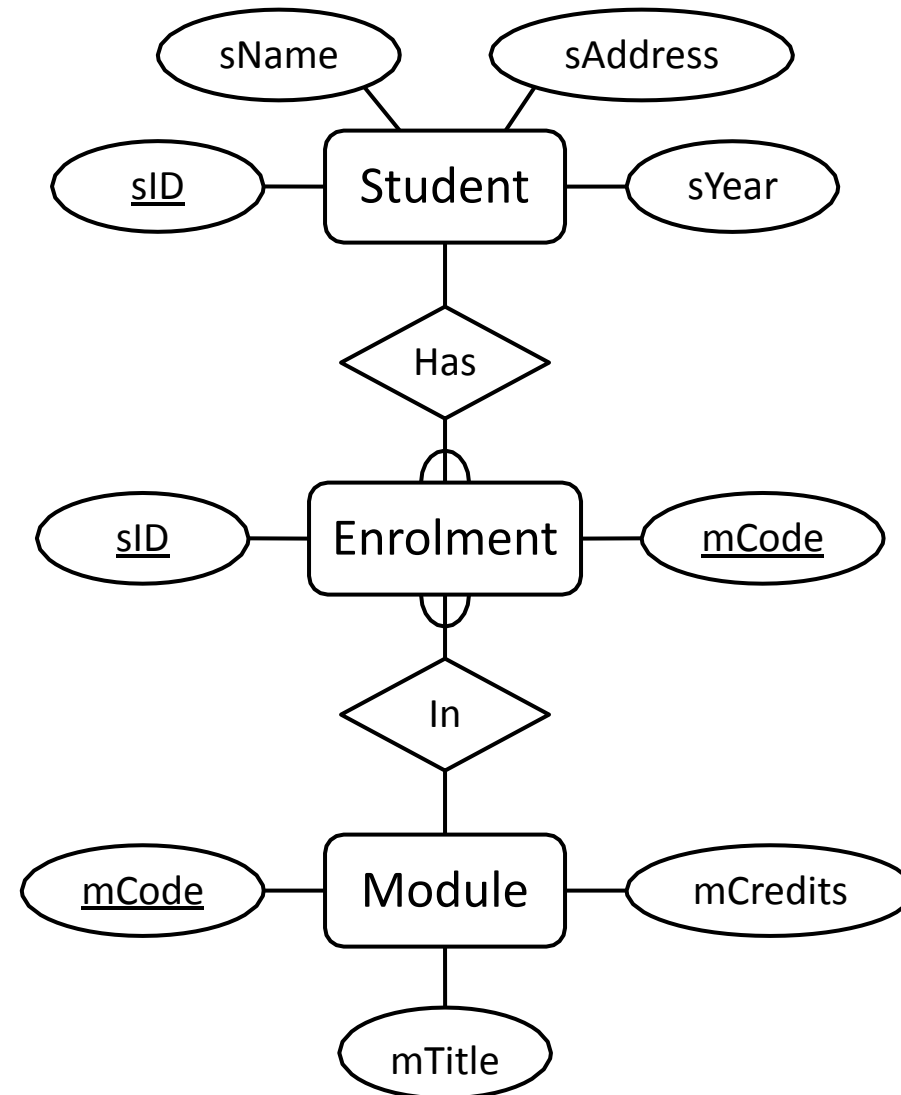 sName
sAddress
sID
Student
sYear
Has
sID
Enrolment
mCode
In
mCode
Module
mCredits
mTitle